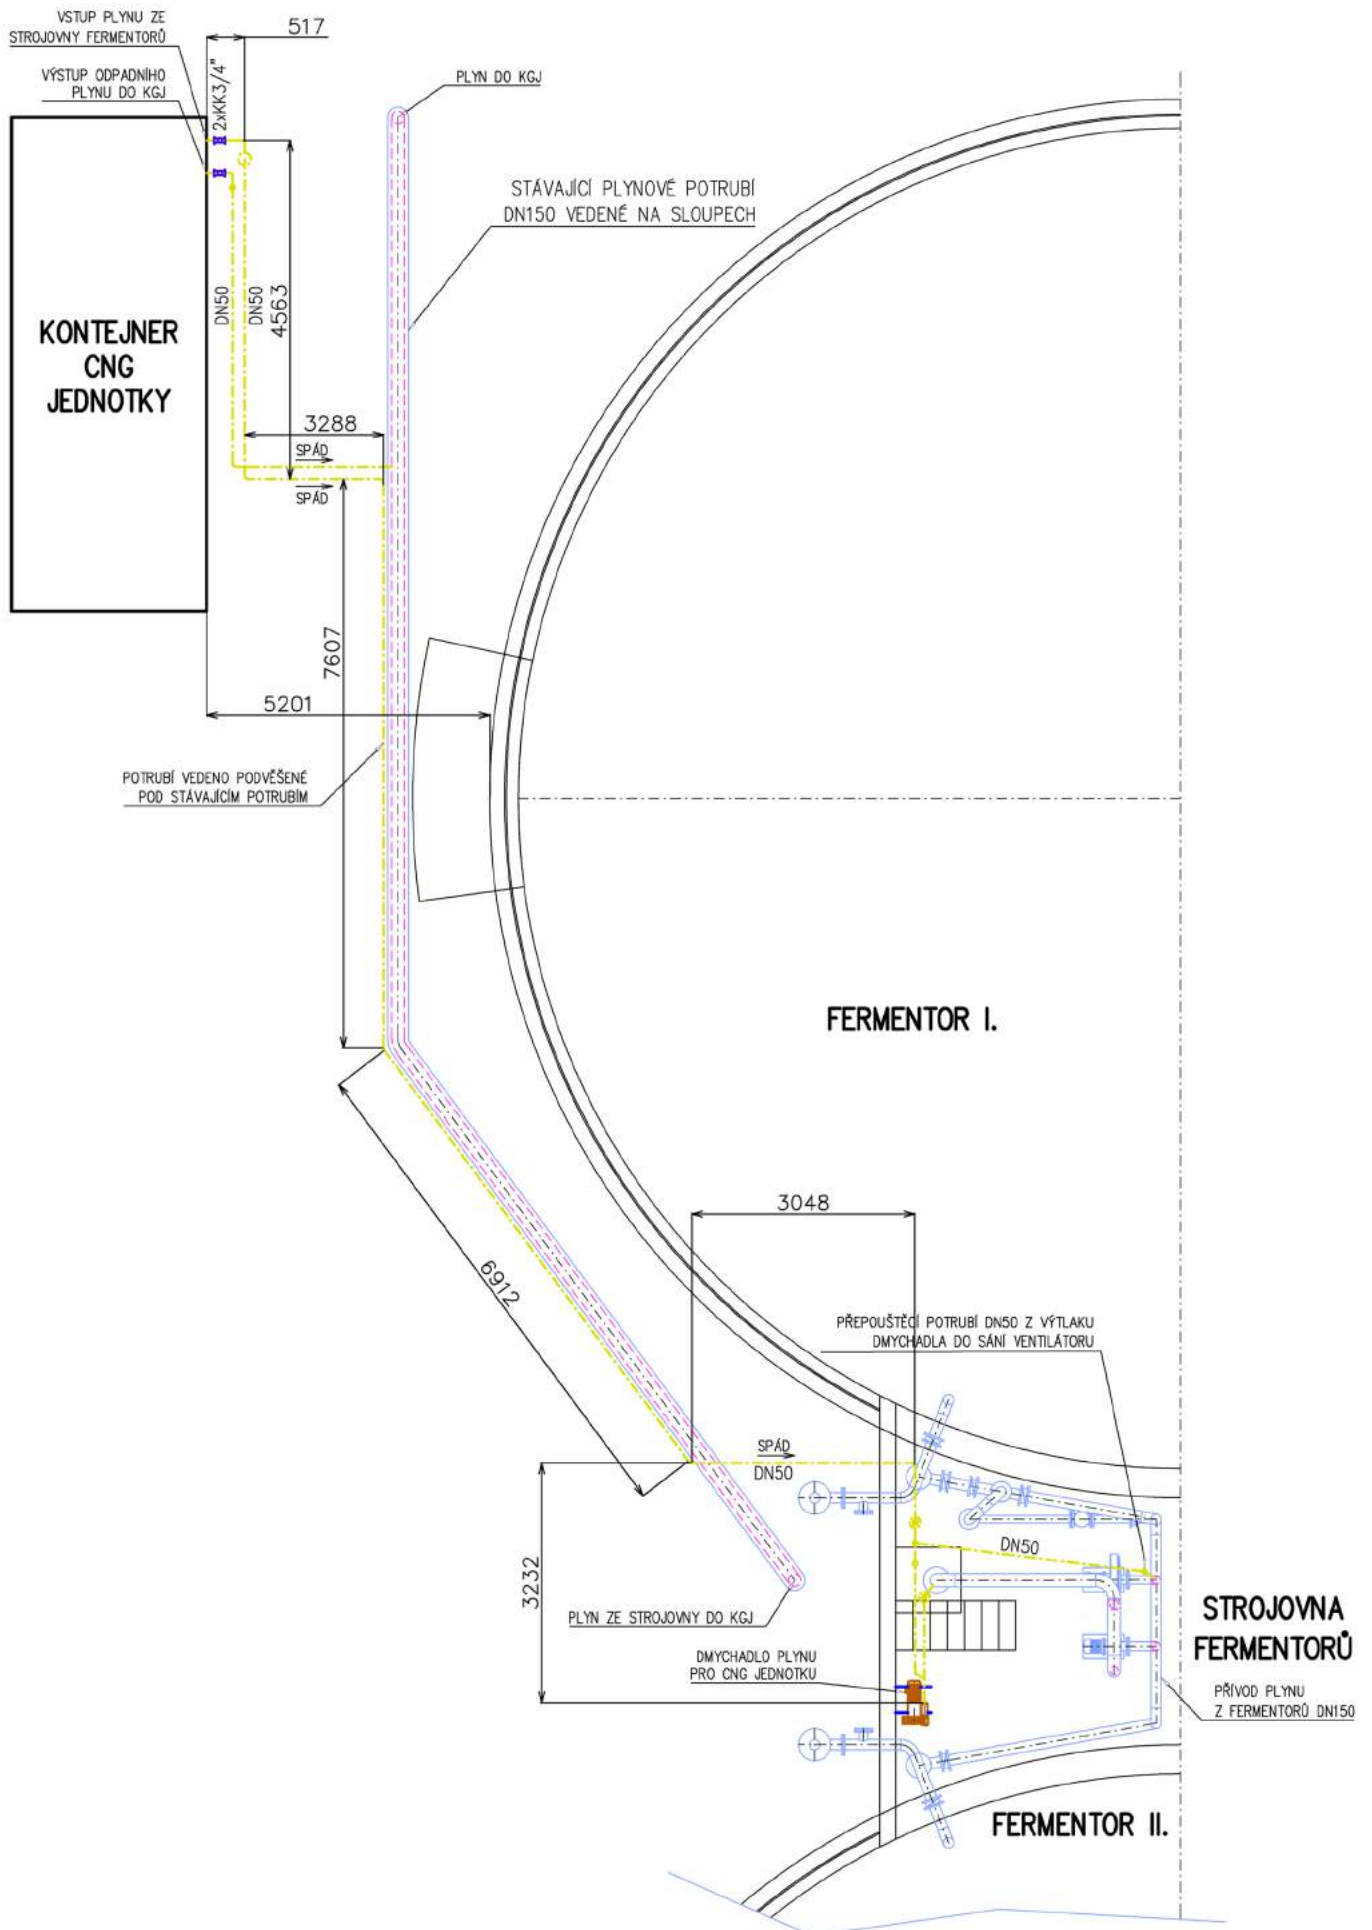 VSTUP PLYNU ZE
STROJOVNY FERMENTORŮ
517
VÝSTUP ODPADNÍHO
PLYNU DO KGJ
2xKK3/4"
PLYN DO KGJ
STÁVAJÍCÍ PLYNOVÉ POTRUBÍ
DN150 VEDENÉ NA SLOUPECH
DN50
DN50
4563
KONTEJNER
CNG
JEDNOTKY
3288
SPÁD
SPÁD
7607
5201
POTRUBÍ VEDENO PODVĚŠENÉ
POD STÁVAJÍCÍM POTRUBÍM
FERMENTOR I.
3048
6912
PŘEPOUŠTĚCÍ POTRUBÍ DN50 Z VÝTLAKU
DMYCHADLA DO SÁNÍ VENTILÁTORU
SPÁD
DN50
DN50
3232
PLYN ZE STROJOVNY DO KGJ
STROJOVNA
FERMENTORŮ
DMYCHADLO PLYNU
PRO CNG JEDNOTKU
PŘÍVOD PLYNU
Z FERMENTORŮ DN150
FERMENTOR II.